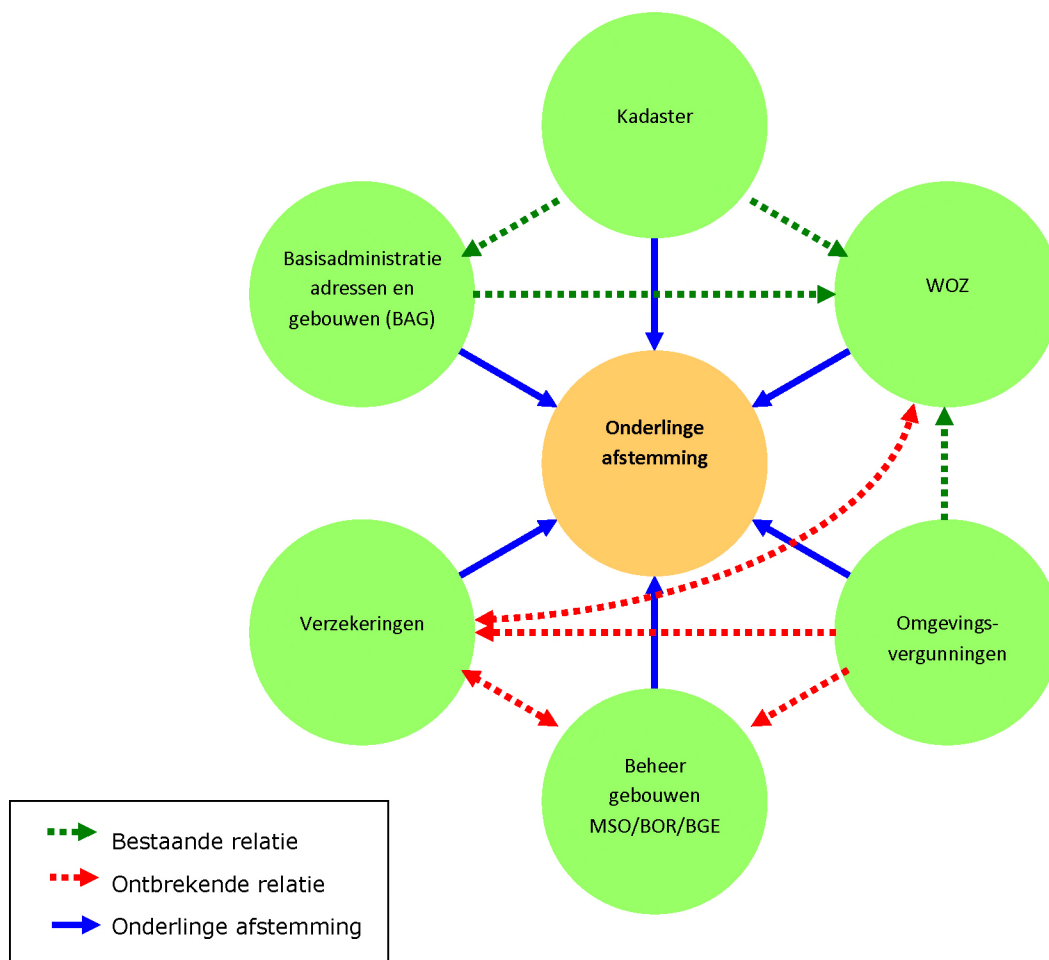 Kadaster
Basisadministratie
adressen en
gebouwen (BAG)
WOZ
Onderlinge
afstemming
Verzekeringen
Omgevings-
vergunningen
Beheer
gebouwen
MSO/BOR/BGE
Bestaande relatie
Ontbrekende relatie
Onderlinge afstemming